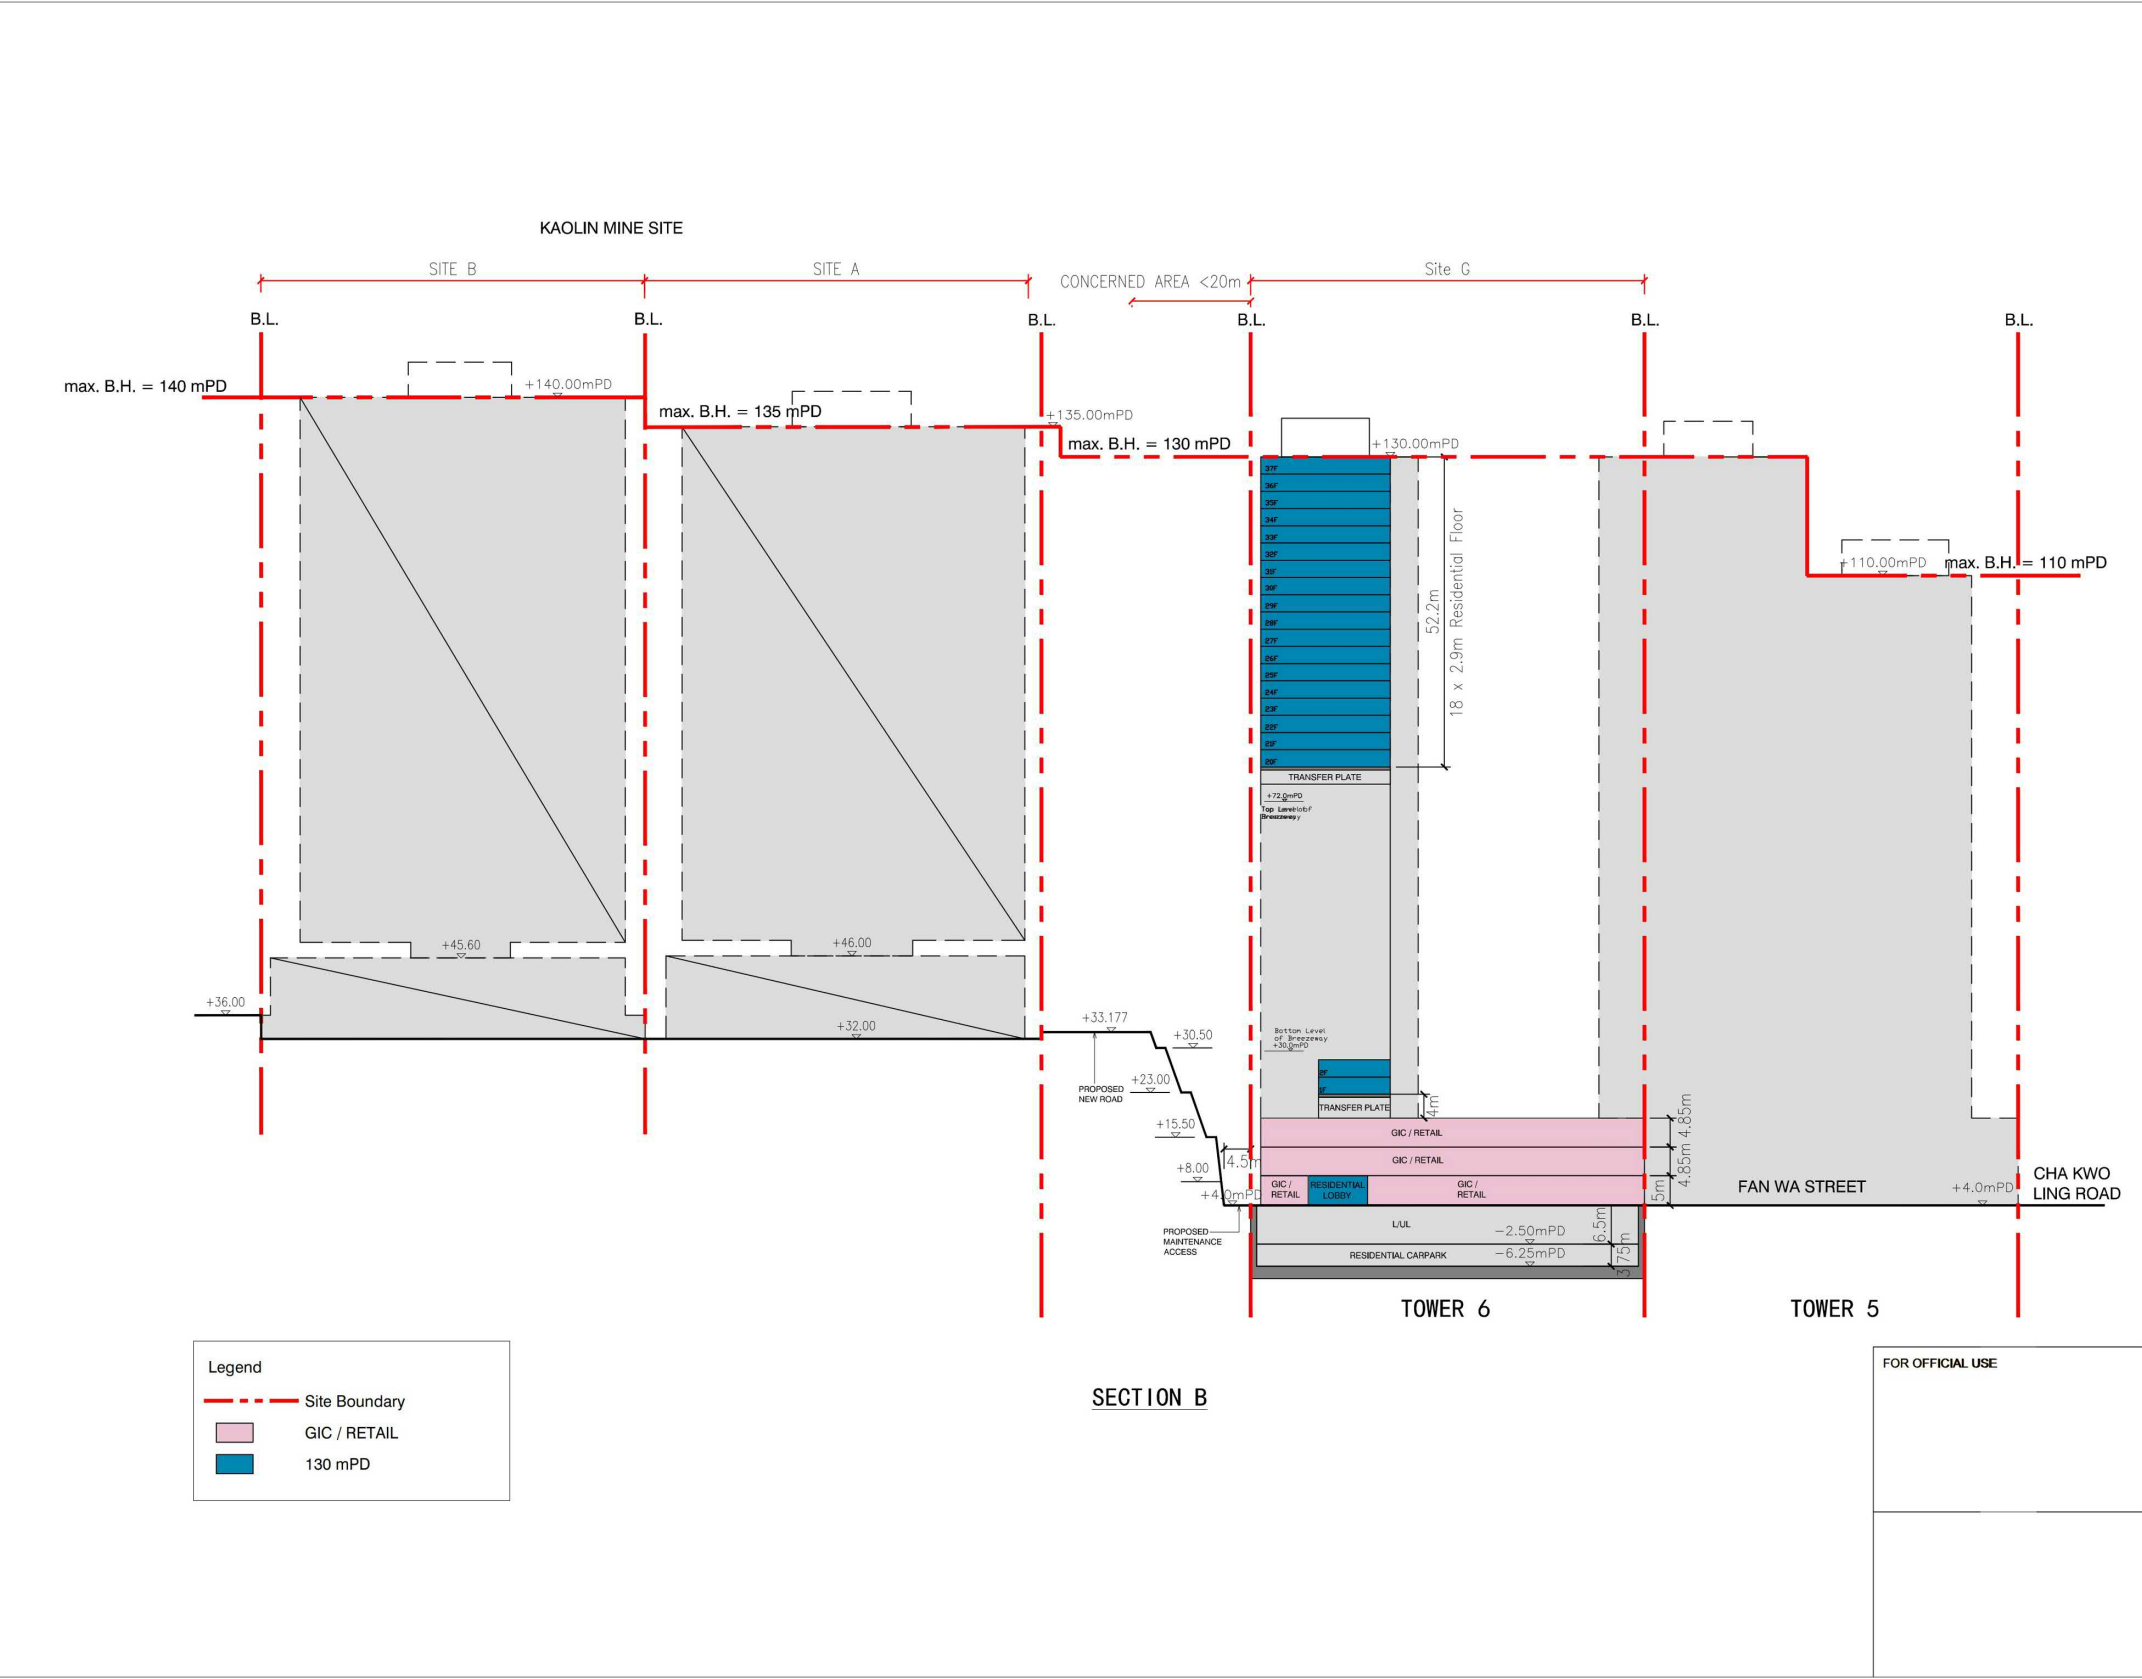 KAOLIN MINE SITE
SITE B
SITE A
CONCERNED AREA <20m
Site G
B.L.
B.L.
B.L.
B.L.
B.L.
B.L.
max. B.H. = 140 mPD
+140.00mPD
max. B.H. = 135 mPD
+135.00mPD
max. B.H. = 130 mPD
+130.00mPD
+110.00mPD
max. B.H. = 110 mPD
37F
36F
35F
34F
33F
32F
31F
30F
29F
28F
27F
26F
25F
24F
23F
22F
21F
20F
52.2m
18 x 2.9m Residential Floor
TRANSFER PLATE
+72.0mPD
Top Level of
Breezeway
+45.60
+46.00
+36.00
+32.00
+33.177
+30.50
+23.00
+15.50
+8.00
+4.0mPD
PROPOSED
NEW ROAD
Bottom Level
of Breezeway
+30.0mPD
2F
1F
TRANSFER PLATE
4m
4.5m
GIC / RETAIL
4.85m
GIC / RETAIL
4.85m
GIC /
RETAIL
RESIDENTIAL
LOBBY
GIC /
RETAIL
5m
FAN WA STREET
+4.0mPD
CHA KWO
LING ROAD
PROPOSED
MAINTENANCE
ACCESS
L/UL
-2.50mPD
6.5m
RESIDENTIAL CARPARK
-6.25mPD
3.75m
TOWER 6
TOWER 5
SECTION B
Legend
Site Boundary
GIC / RETAIL
130 mPD
FOR OFFICIAL USE